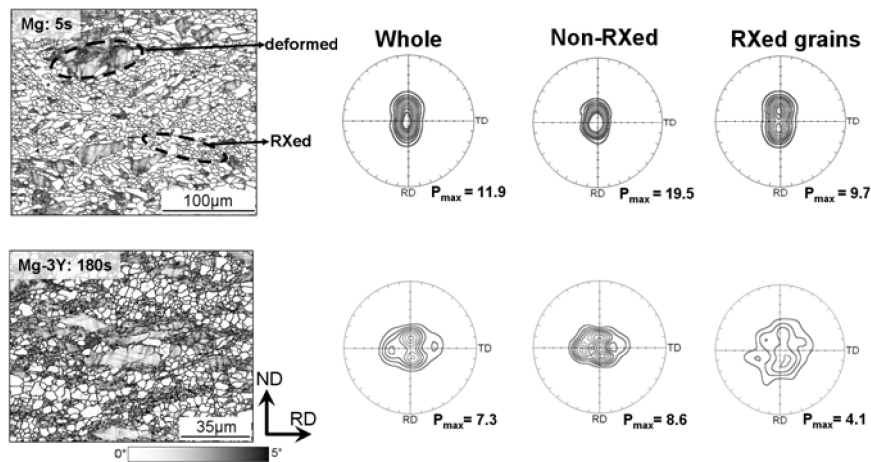 Mg: 5s
deformed
RXed
100µm
Whole
Non-RXed
RXed grains
TD
TD
TD
RD
RD
RD
Pmax = 11.9
Pmax = 19.5
Pmax = 9.7
Mg-3Y: 180s
ND
RD
35µm
0°
5°
TD
TD
TD
RD
RD
RD
Pmax = 7.3
Pmax = 8.6
Pmax = 4.1